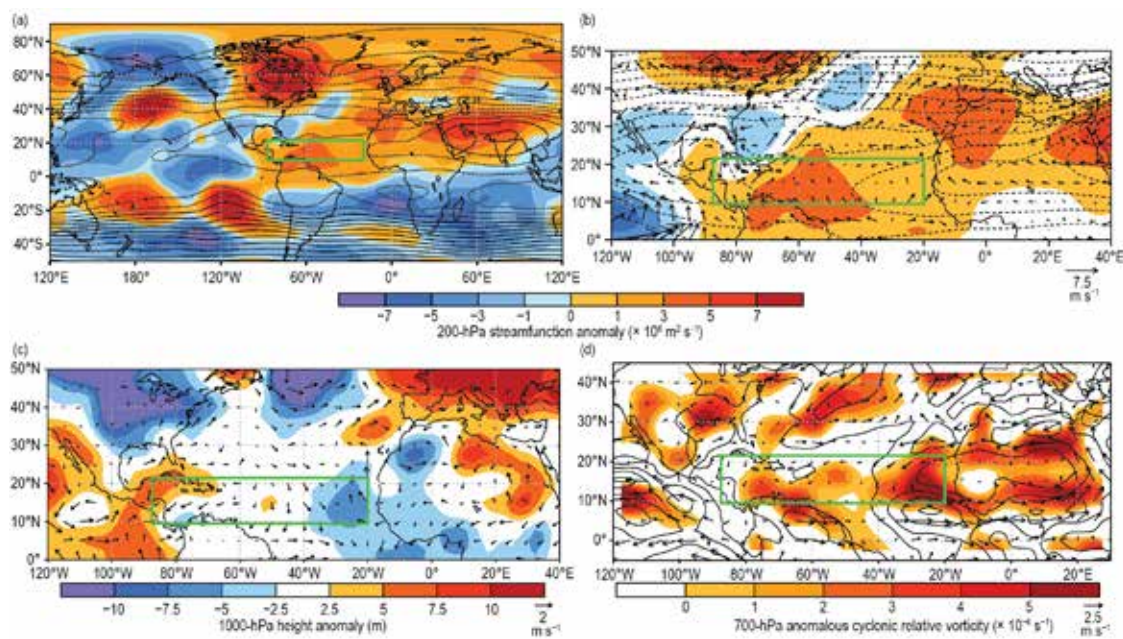 (a)
(b)
90°N
80°N
60°N
40°N
20°N
0°
20°S
40°S
120°E 180° 120°W 60°W 0° 60°E 120°E
50°N
40°N
30°N
20°N
10°N
0°
120°W 100°W 80°W 60°W 40°W 20°W 0° 20°E 40°E
7.5
m s⁻¹
−7 −5 −3 −1 0 1 3 5 7
200-hPa streamfunction anomaly (× 10⁶ m² s⁻¹)
(c)
(d)
50°N
40°N
30°N
20°N
10°N
0°
120°W 100°W 80°W 60°W 40°W 20°W 0° 20°E 40°E
−10 −7.5 −5 −2.5 2.5 5 7.5 10 2
1000-hPa height anomaly (m)
m s⁻¹
40°N
30°N
20°N
10°N
0°
120°W 100°W 80°W 60°W 40°W 20°W 0° 20°E
0 1 2 3 4 5 2.5
700-hPa anomalous cyclonic relative vorticity (× 10⁻⁶ s⁻¹)
m s⁻¹